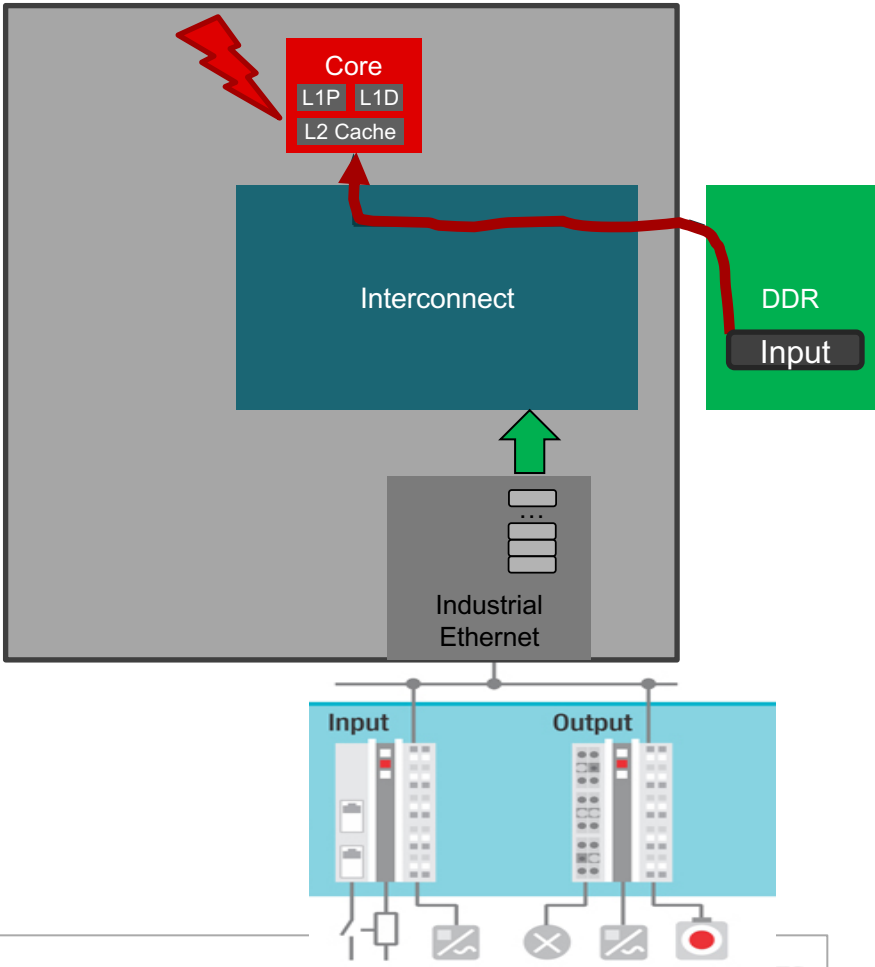 Core
L1P L1D
L2 Cache
Interconnect
DDR
Input
...
Industrial
Ethernet
Input Output